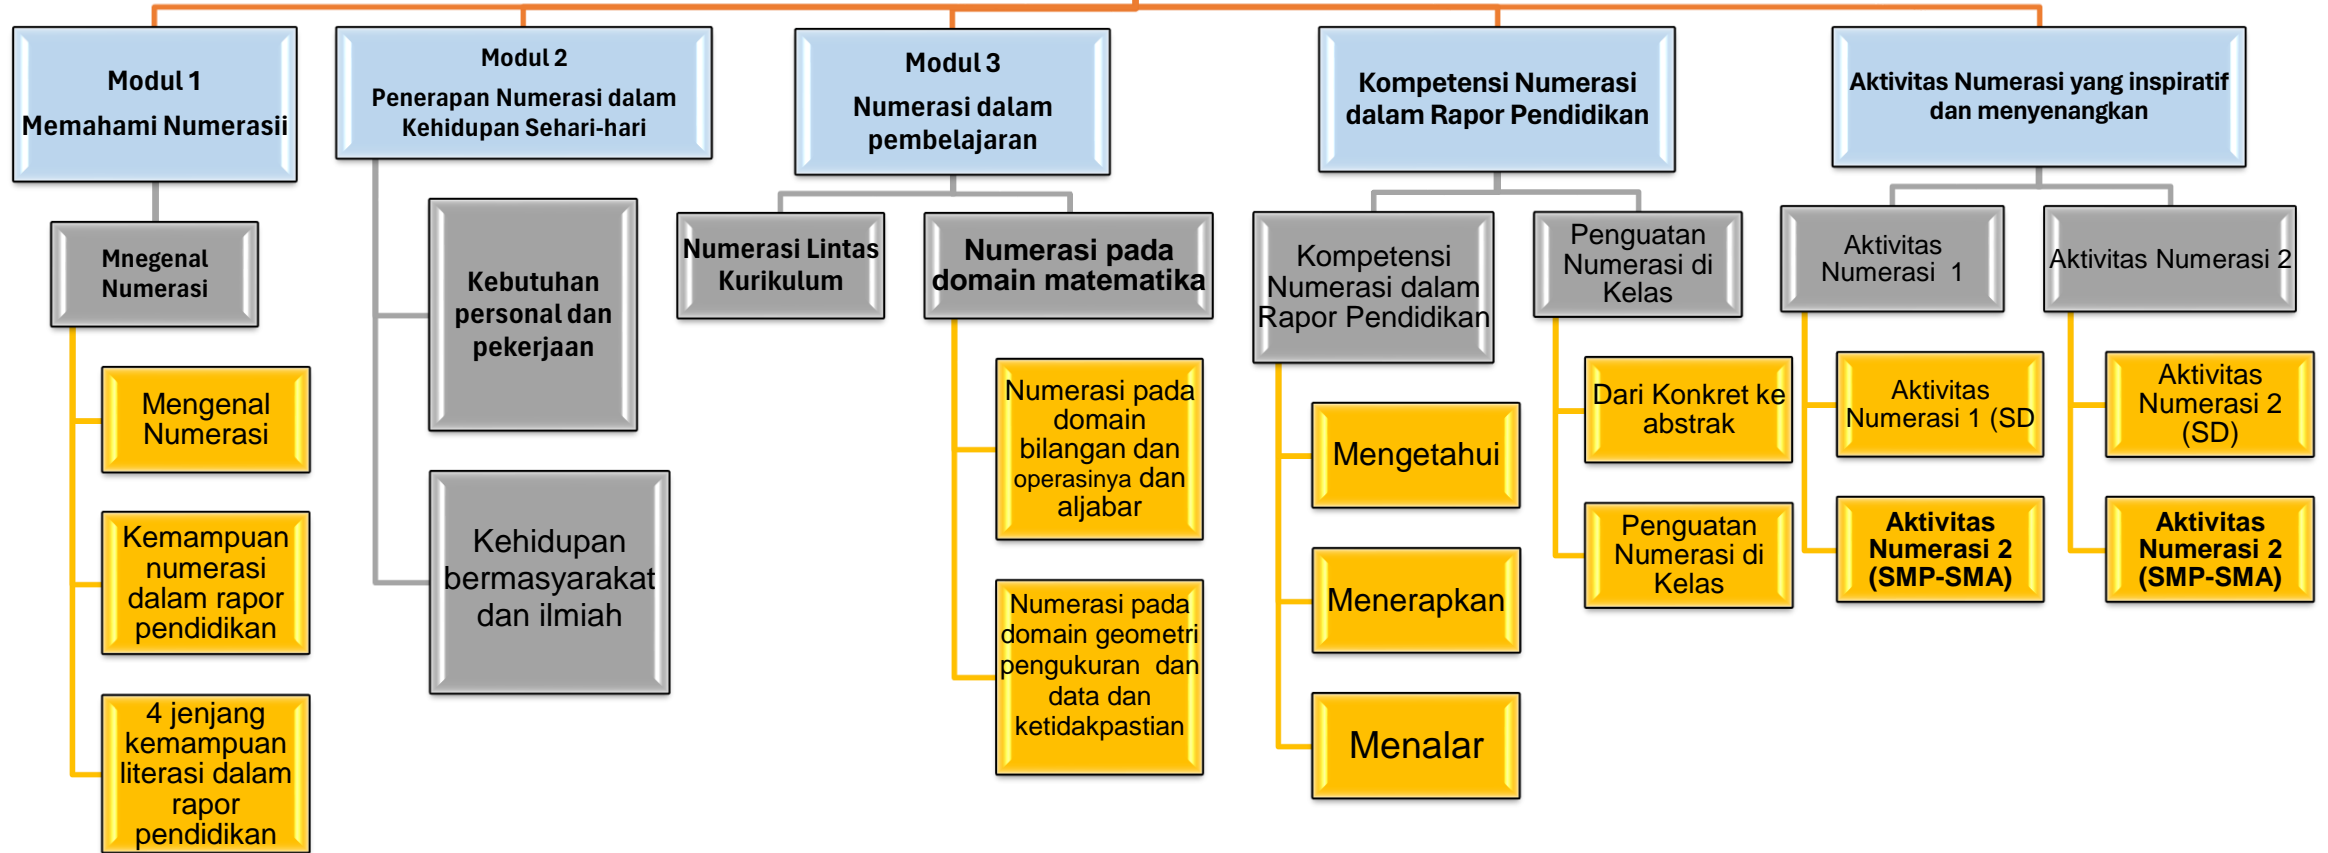 Modul 1
Memahami Numerasii
Mnegenal
Numerasi
Mengenal
Numerasi
Kemampuan
numerasi
dalam rapor
pendidikan
4 jenjang
kemampuan
literasi dalam
rapor
pendidikan
Modul 2
Penerapan Numerasi dalam
Kehidupan Sehari-hari
Kebutuhan
personal dan
pekerjaan
Kehidupan
bermasyarakat
dan ilmiah
Modul 3
Numerasi dalam
pembelajaran
Numerasi Lintas
Kurikulum
Numerasi pada
domain matematika
Numerasi pada
domain
bilangan dan
operasinya dan
aljabar
Numerasi pada
domain geometri
pengukuran dan
data dan
ketidakpastian
Kompetensi Numerasi
dalam Rapor Pendidikan
Kompetensi
Numerasi dalam
Rapor Pendidikan
Mengetahui
Menerapkan
Menalar
Penguatan
Numerasi di
Kelas
Dari Konkret ke
abstrak
Penguatan
Numerasi di
Kelas
Aktivitas Numerasi yang inspiratif
dan menyenangkan
Aktivitas
Numerasi 1
Aktivitas
Numerasi 1 (SD
Aktivitas
Numerasi 2
(SMP-SMA)
Aktivitas Numerasi 2
Aktivitas
Numerasi 2
(SD)
Aktivitas
Numerasi 2
(SMP-SMA)